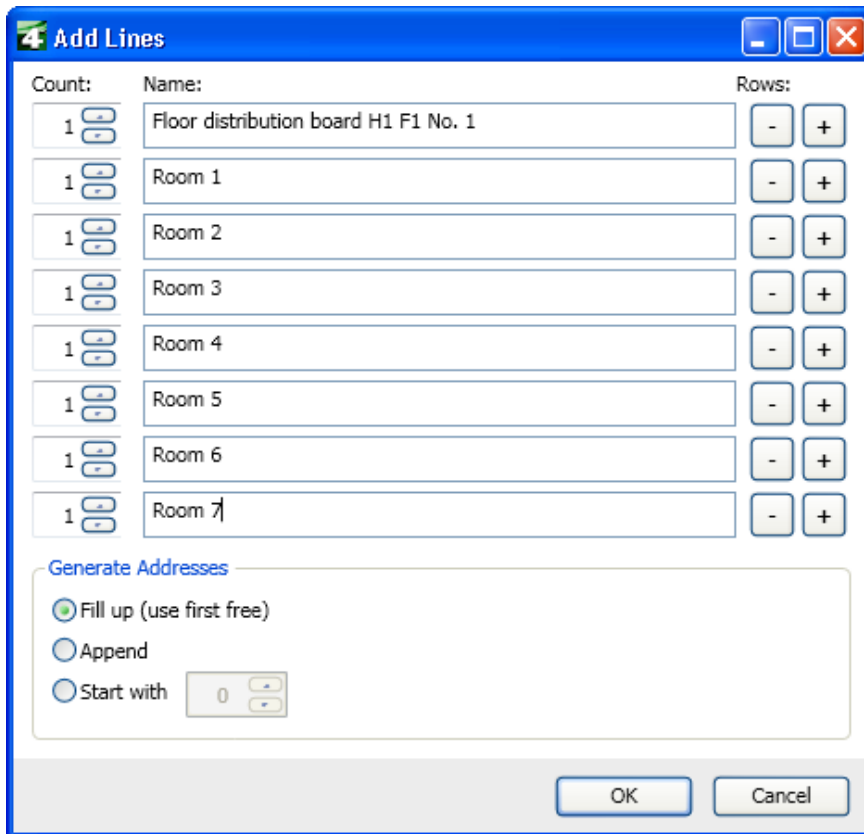 4 Add Lines
Count: Name: Rows:
1 Floor distribution board H1 F1 No. 1 - +
1 Room 1 - +
1 Room 2 - +
1 Room 3 - +
1 Room 4 - +
1 Room 5 - +
1 Room 6 - +
1 Room 7 - +
Generate Addresses
Fill up (use first free)
Append
Start with 0
OK Cancel